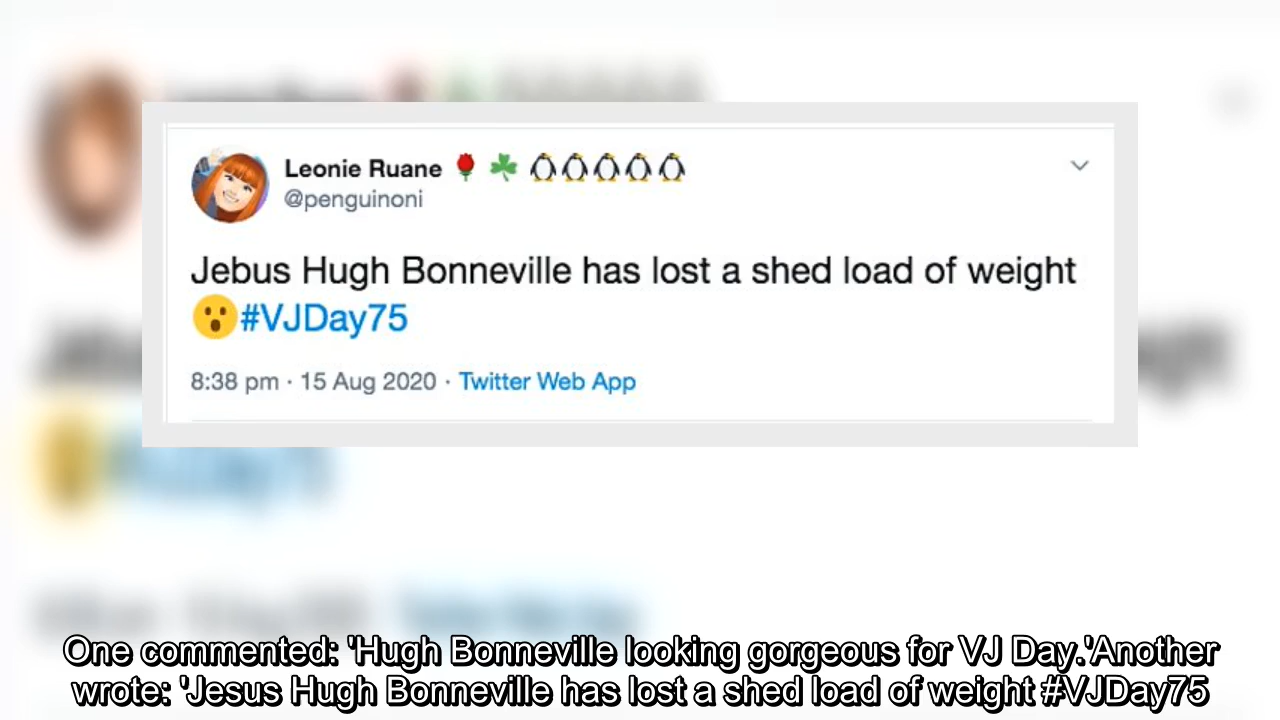 Leonie Ruane 🌹 ☘️ 🐧🐧🐧🐧🐧
@penguinoni
Jebus Hugh Bonneville has lost a shed load of weight
😮#VJDay75
8:38 pm · 15 Aug 2020 · Twitter Web App
One commented: 'Hugh Bonneville looking gorgeous for VJ Day.'Another
wrote: 'Jesus Hugh Bonneville has lost a shed load of weight #VJDay75